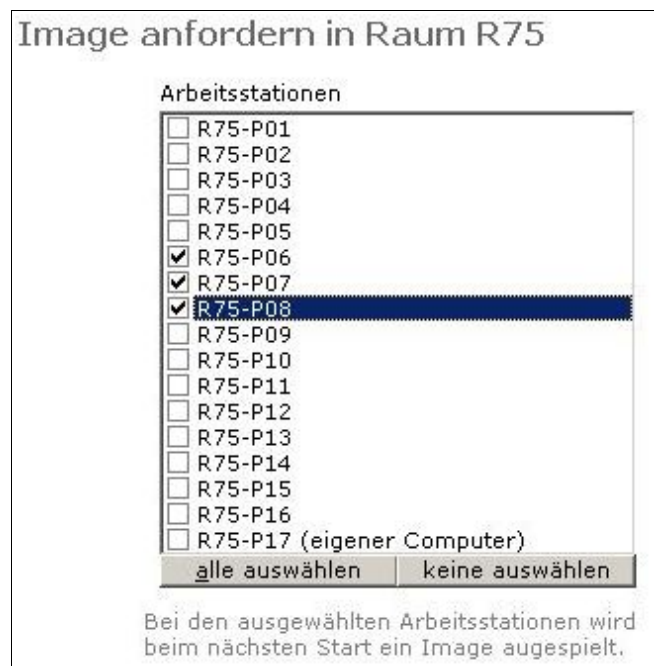 Image anfordern in Raum R75
Arbeitsstationen
R75-P01
R75-P02
R75-P03
R75-P04
R75-P05
R75-P06
R75-P07
R75-P08
R75-P09
R75-P10
R75-P11
R75-P12
R75-P13
R75-P14
R75-P15
R75-P16
R75-P17 (eigener Computer)
alle auswählen keine auswählen
Bei den ausgewählten Arbeitsstationen wird
beim nächsten Start ein Image augespielt.